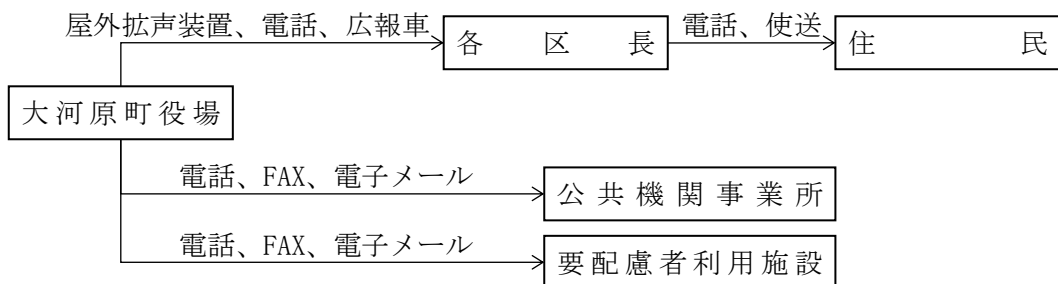 屋外拡声装置、電話、広報車
各区長
電話、使送
住民
大河原町役場
電話、FAX、電子メール
公共機関事業所
電話、FAX、電子メール
要配慮者利用施設